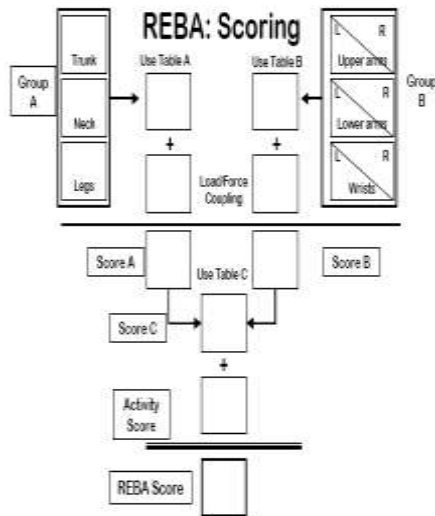 REBA: Scoring
Use Table A
Use Table B
Group
A
Trunk
Neck
Legs
L R
Upper arms
L R
Lower arms
L R
Wrists
Group
B
+
+
Load/Force
Coupling
Score A
Score B
Use Table C
Score C
+
Activity
Score
REBA Score